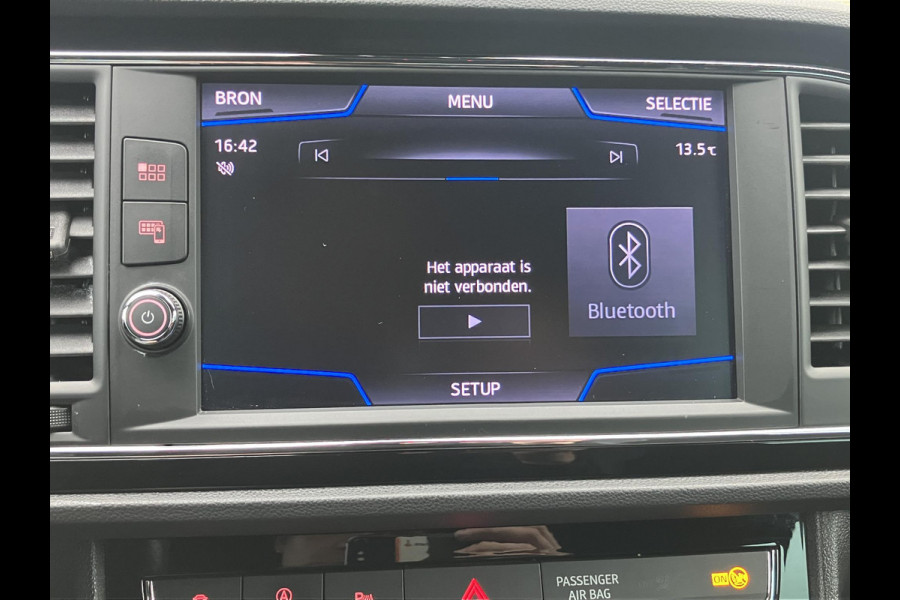 BRON MENU SELECTIE
16:42 13.5℃
Het apparaat is
niet verbonden.
Bluetooth
SETUP
PASSENGER
AIR BAG
ON